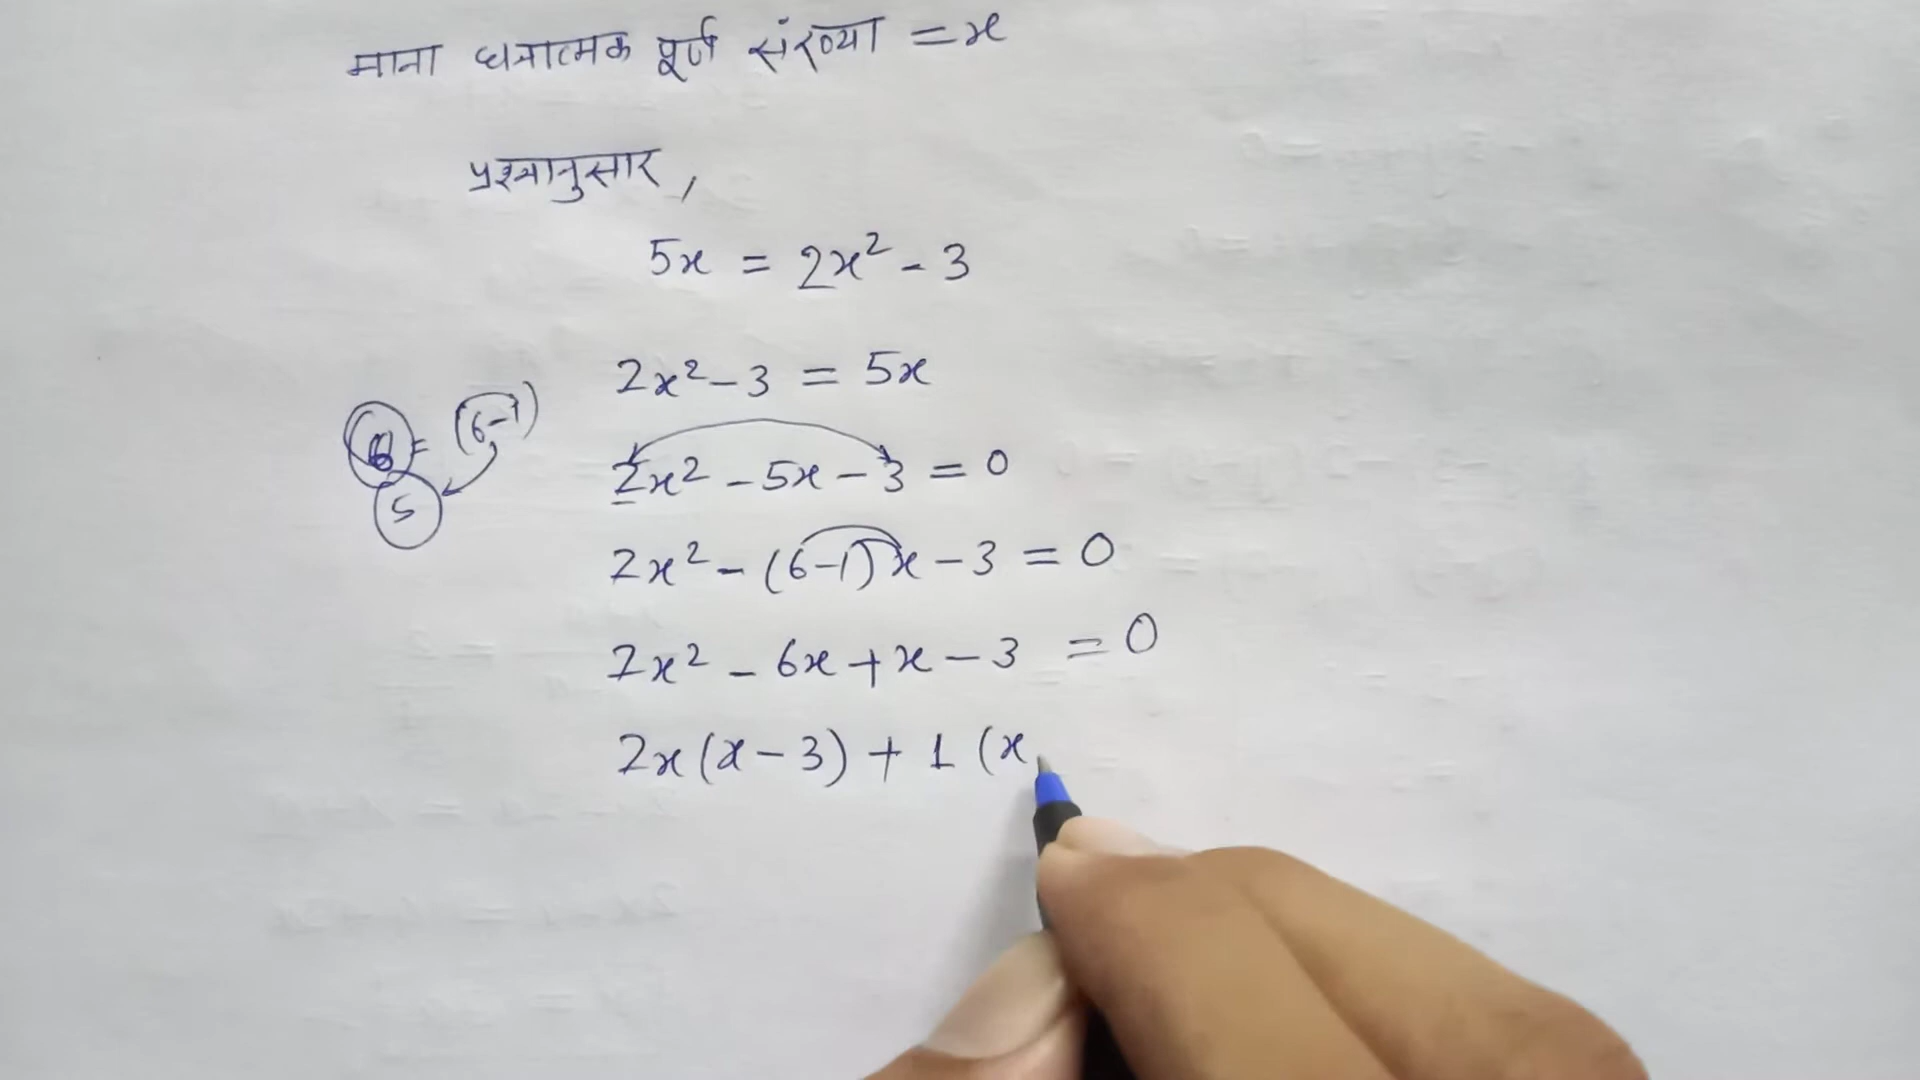 माना धनात्मक पूर्ण संख्या = x
प्रश्नानुसार,
5x = 2x² - 3
2x² - 3 = 5x
6 = (6-1)
5
2x² - 5x - 3 = 0
2x² - (6-1)x - 3 = 0
2x² - 6x + x - 3 = 0
2x(x - 3) + 1 (x